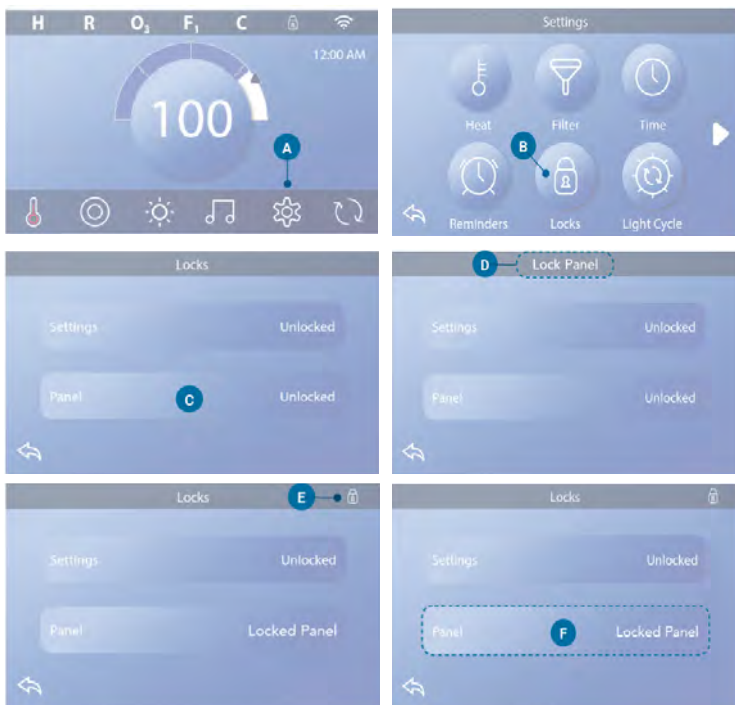 H R O₃ F₁ C
12:00 AM
100
A
Settings
Heat Filter Time
B
Reminders Locks Light Cycle
Locks
Settings Unlocked
Panel C Unlocked
D Lock Panel
Settings Unlocked
Panel Unlocked
Locks E
Settings Unlocked
Panel Locked Panel
Locks
Settings Unlocked
Panel F Locked Panel